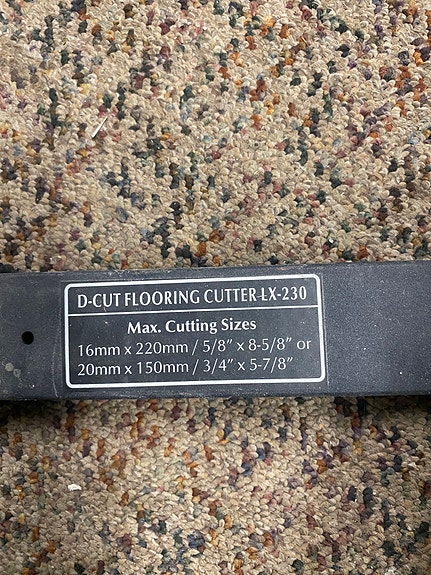 D-CUT FLOORING CUTTER-LX-230
Max. Cutting Sizes
16mm x 220mm / 5/8" x 8-5/8" or
20mm x 150mm / 3/4" x 5-7/8"